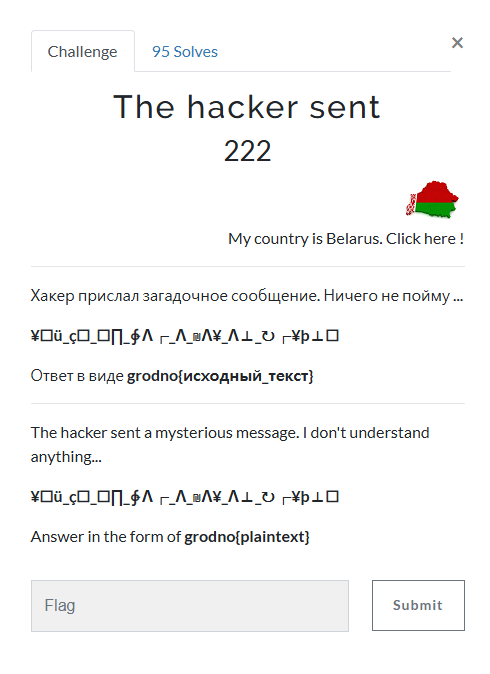 Challenge
95 Solves
×
The hacker sent
222
My country is Belarus. Click here !
Хакер прислал загадочное сообщение. Ничего не пойму ...
¥□ü_ç□_□∏_∲Λ┌_Λ_₪Λ¥_Λ⊥_↻┌¥þ⊥□
Ответ в виде grodno{исходный_текст}
The hacker sent a mysterious message. I don't understand
anything...
¥□ü_ç□_□∏_∲Λ┌_Λ_₪Λ¥_Λ⊥_↻┌¥þ⊥□
Answer in the form of grodno{plaintext}
Flag
Submit